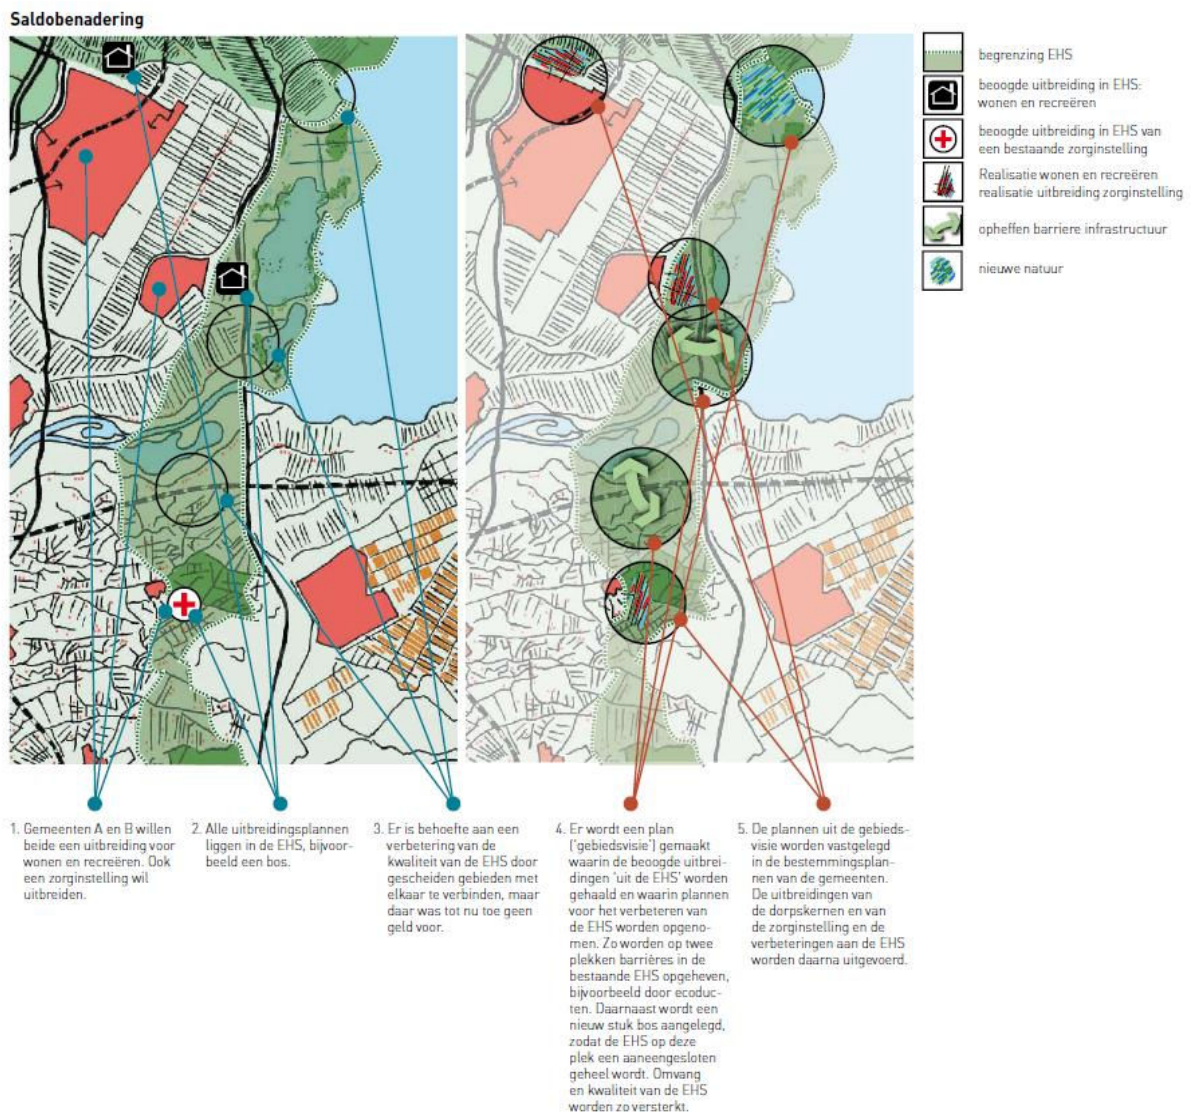 Saldobenadering
begrenzing EHS
beoogde uitbreiding in EHS:
wonen en recreëren
beoogde uitbreiding in EHS van
een bestaande zorginstelling
Realisatie wonen en recreëren
realisatie uitbreiding zorginstelling
opheffen barriere infrastructuur
nieuwe natuur
1. Gemeenten A en B willen
beide een uitbreiding voor
wonen en recreëren. Ook
een zorginstelling wil
uitbreiden.
2. Alle uitbreidingsplannen
liggen in de EHS, bijvoor-
beeld een bos.
3. Er is behoefte aan een
verbetering van de
kwaliteit van de EHS door
gescheiden gebieden met
elkaar te verbinden, maar
daar was tot nu toe geen
geld voor.
4. Er wordt een plan
('gebiedsvisie') gemaakt
waarin de beoogde uitbrei-
dingen 'uit de EHS' worden
gehaald en waarin plannen
voor het verbeteren van
de EHS worden opgeno-
men. Zo worden op twee
plekken barrières in de
bestaande EHS opgeheven,
bijvoorbeeld door ecoduc-
ten. Daarnaast wordt een
nieuw stuk bos aangelegd,
zodat de EHS op deze
plek een aaneengesloten
geheel wordt. Omvang
en kwaliteit van de EHS
worden zo versterkt.
5. De plannen uit de gebieds-
visie worden vastgelegd
in de bestemmingsplan-
nen van de gemeenten.
De uitbreidingen van
de dorpskernen en van
de zorginstelling en de
verbeteringen aan de EHS
worden daarna uitgevoerd.